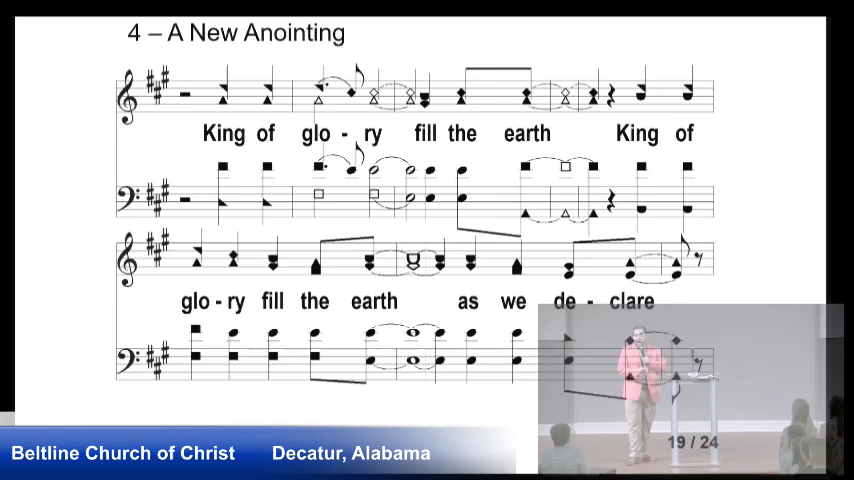 4 – A New Anointing
King of glo - ry fill the earth King of
glo - ry fill the earth as we de - clare
19 / 24
Beltline Church of Christ Decatur, Alabama